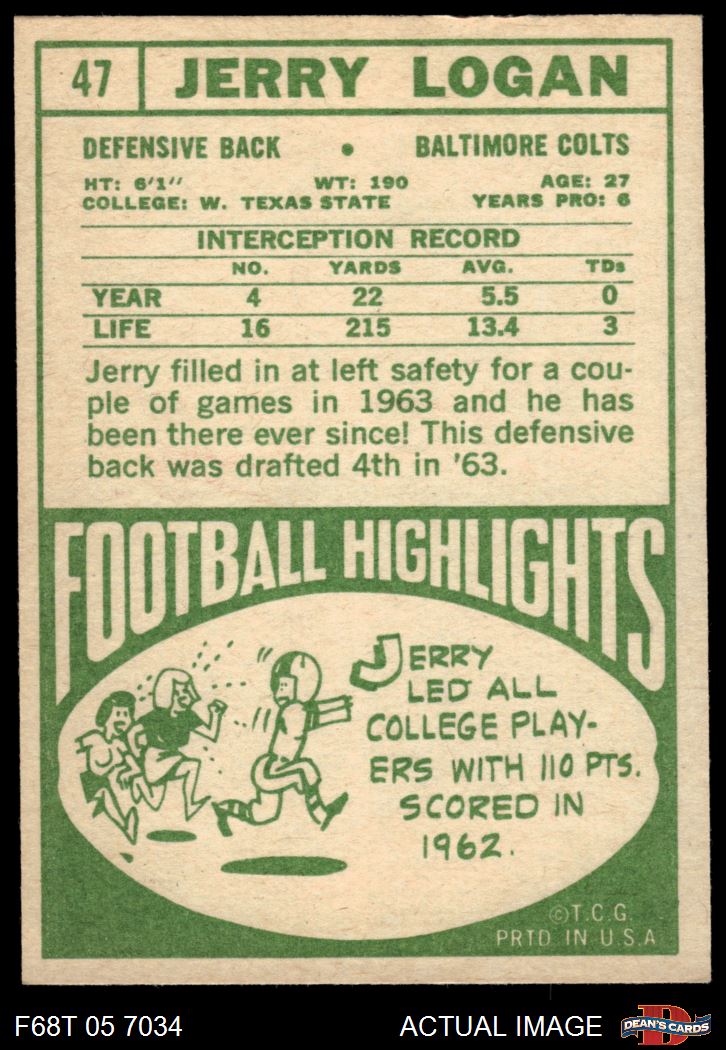 47 JERRY LOGAN
DEFENSIVE BACK • BALTIMORE COLTS
HT: 6'1'' WT: 190 AGE: 27
COLLEGE: W. TEXAS STATE YEARS PRO: 6
INTERCEPTION RECORD
NO. YARDS AVG. TDs
YEAR 4 22 5.5 0
LIFE 16 215 13.4 3
Jerry filled in at left safety for a cou-
ple of games in 1963 and he has
been there ever since! This defensive
back was drafted 4th in '63.
FOOTBALL HIGHLIGHTS
JERRY
LED ALL
COLLEGE PLAY-
ERS WITH 110 PTS.
SCORED IN
1962.
©T.C.G.
PRTD IN U.S.A
F68T 05 7034 ACTUAL IMAGE
D
DEAN'S CARDS